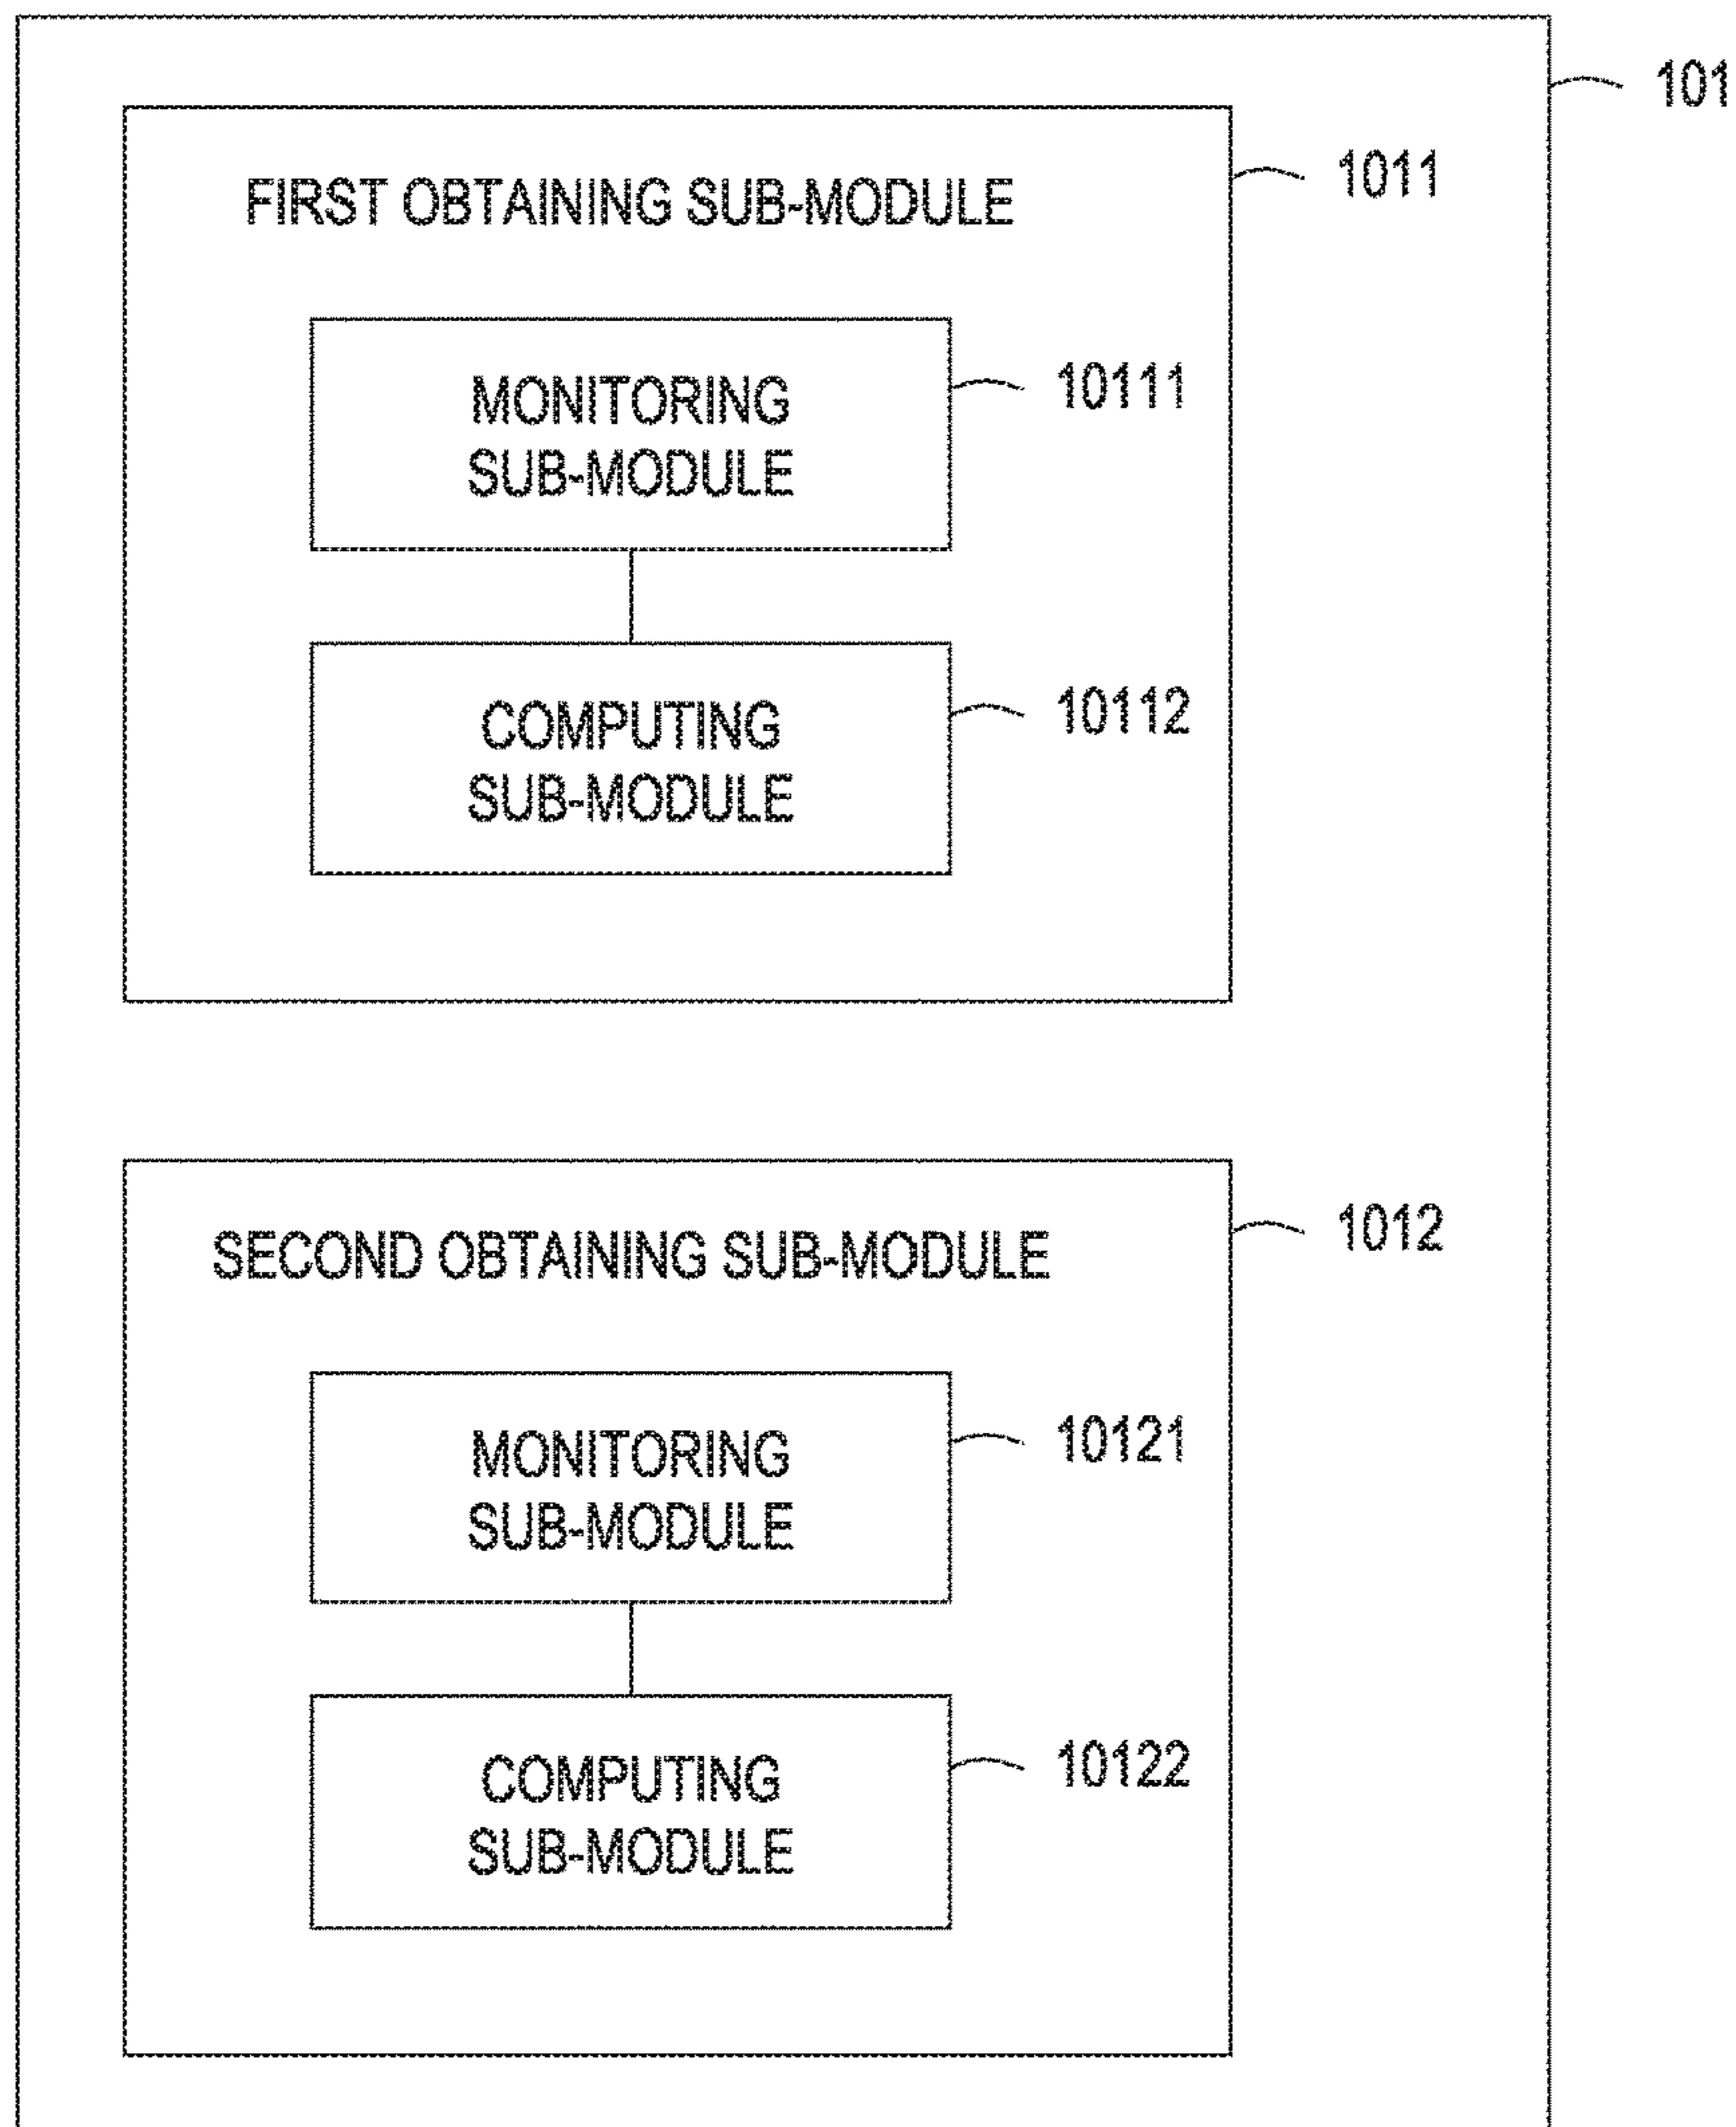 101
FIRST OBTAINING SUB-MODULE
1011
MONITORING
SUB-MODULE
10111
COMPUTING
SUB-MODULE
10112
SECOND OBTAINING SUB-MODULE
1012
MONITORING
SUB-MODULE
10121
COMPUTING
SUB-MODULE
10122